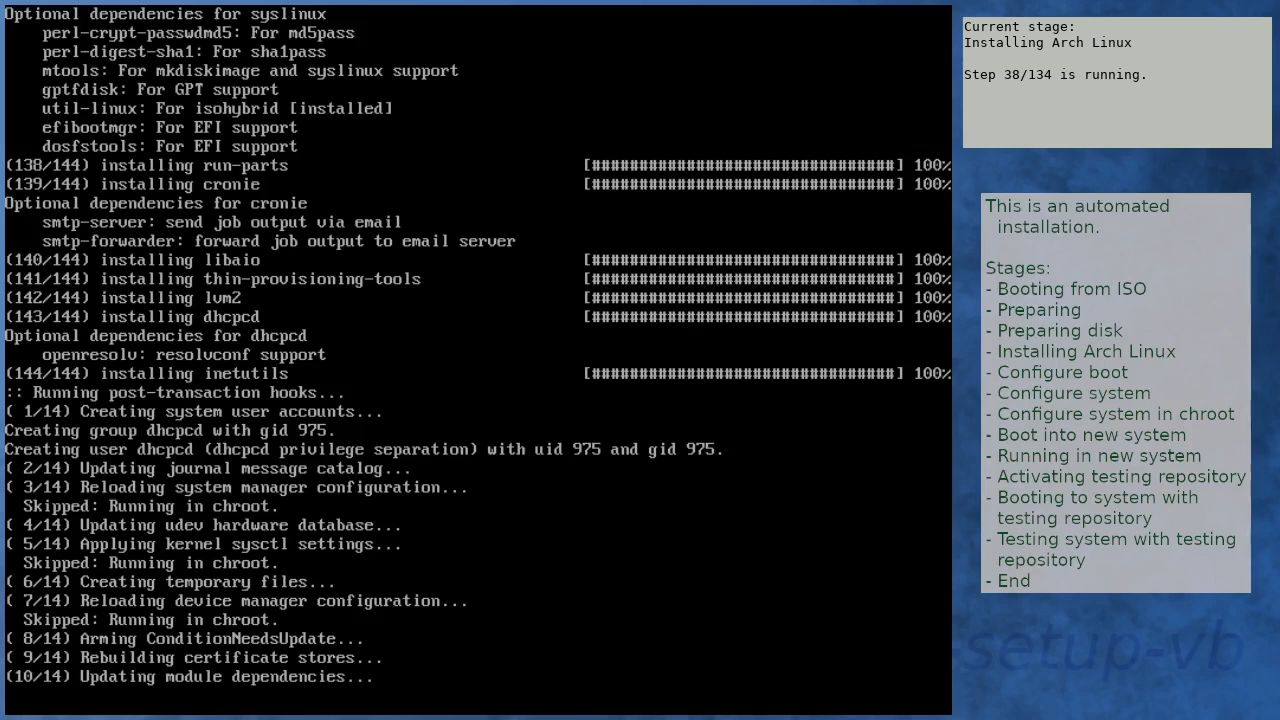 Optional dependencies for syslinux
perl-crypt-passwdmd5: For md5pass
perl-digest-sha1: For sha1pass
mtools: For mkdiskimage and syslinux support
gptfdisk: For GPT support
util-linux: For isohybrid [installed]
efibootmgr: For EFI support
dosfstools: For EFI support
(138/144) installing run-parts [################################] 100%
(139/144) installing cronie [################################] 100%
Optional dependencies for cronie
smtp-server: send job output via email
smtp-forwarder: forward job output to email server
(140/144) installing libaio [################################] 100%
(141/144) installing thin-provisioning-tools [################################] 100%
(142/144) installing lvm2 [################################] 100%
(143/144) installing dhcpcd [################################] 100%
Optional dependencies for dhcpcd
openresolv: resolvconf support
(144/144) installing inetutils [################################] 100%
:: Running post-transaction hooks...
( 1/14) Creating system user accounts...
Creating group dhcpcd with gid 975.
Creating user dhcpcd (dhcpcd privilege separation) with uid 975 and gid 975.
( 2/14) Updating journal message catalog...
( 3/14) Reloading system manager configuration...
Skipped: Running in chroot.
( 4/14) Updating udev hardware database...
( 5/14) Applying kernel sysctl settings...
Skipped: Running in chroot.
( 6/14) Creating temporary files...
( 7/14) Reloading device manager configuration...
Skipped: Running in chroot.
( 8/14) Arming ConditionNeedsUpdate...
( 9/14) Rebuilding certificate stores...
(10/14) Updating module dependencies...
Current stage:
Installing Arch Linux
Step 38/134 is running.
This is an automated
installation.
Stages:
- Booting from ISO
- Preparing
- Preparing disk
- Installing Arch Linux
- Configure boot
- Configure system
- Configure system in chroot
- Boot into new system
- Running in new system
- Activating testing repository
- Booting to system with
testing repository
- Testing system with testing
repository
- End
setup-vb